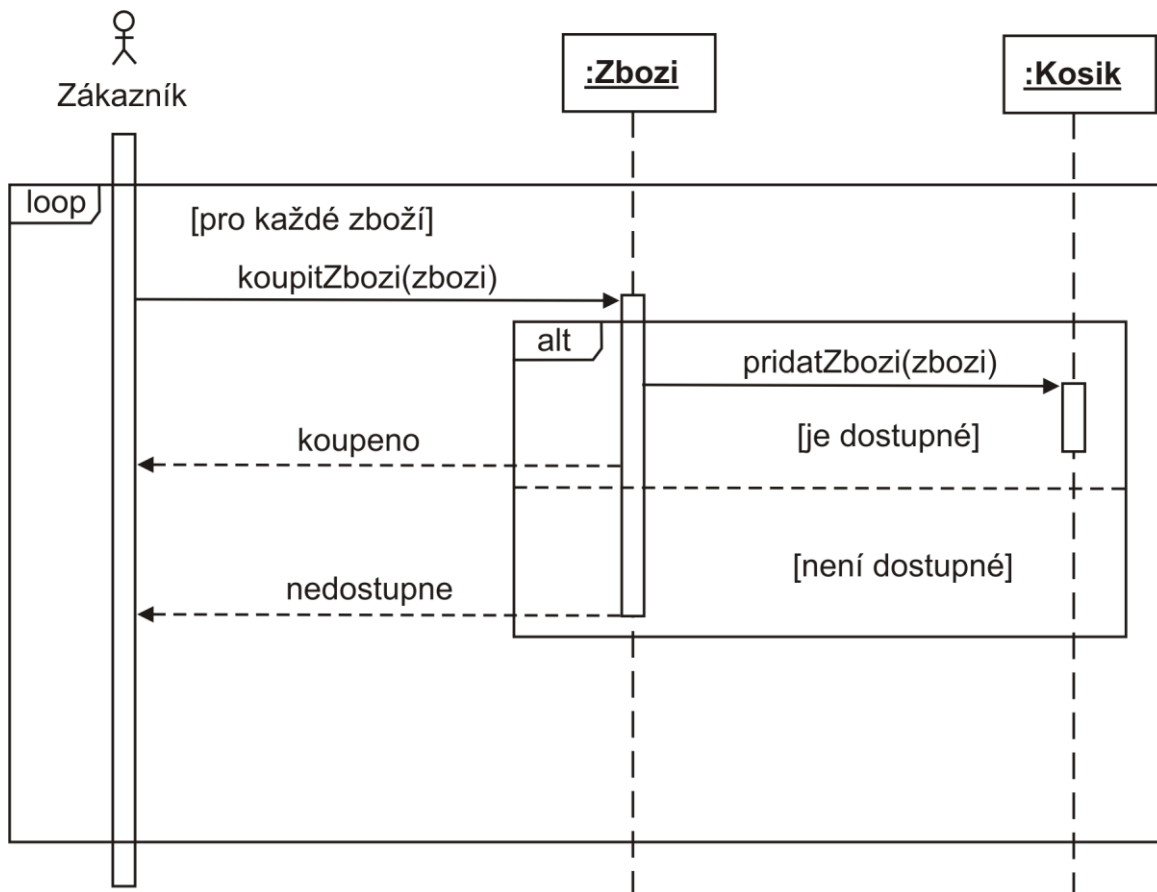 Zákazník
:Zbozi
:Kosik
loop
[pro každé zboží]
koupitZbozi(zbozi)
alt
pridatZbozi(zbozi)
koupeno
[je dostupné]
[není dostupné]
nedostupne